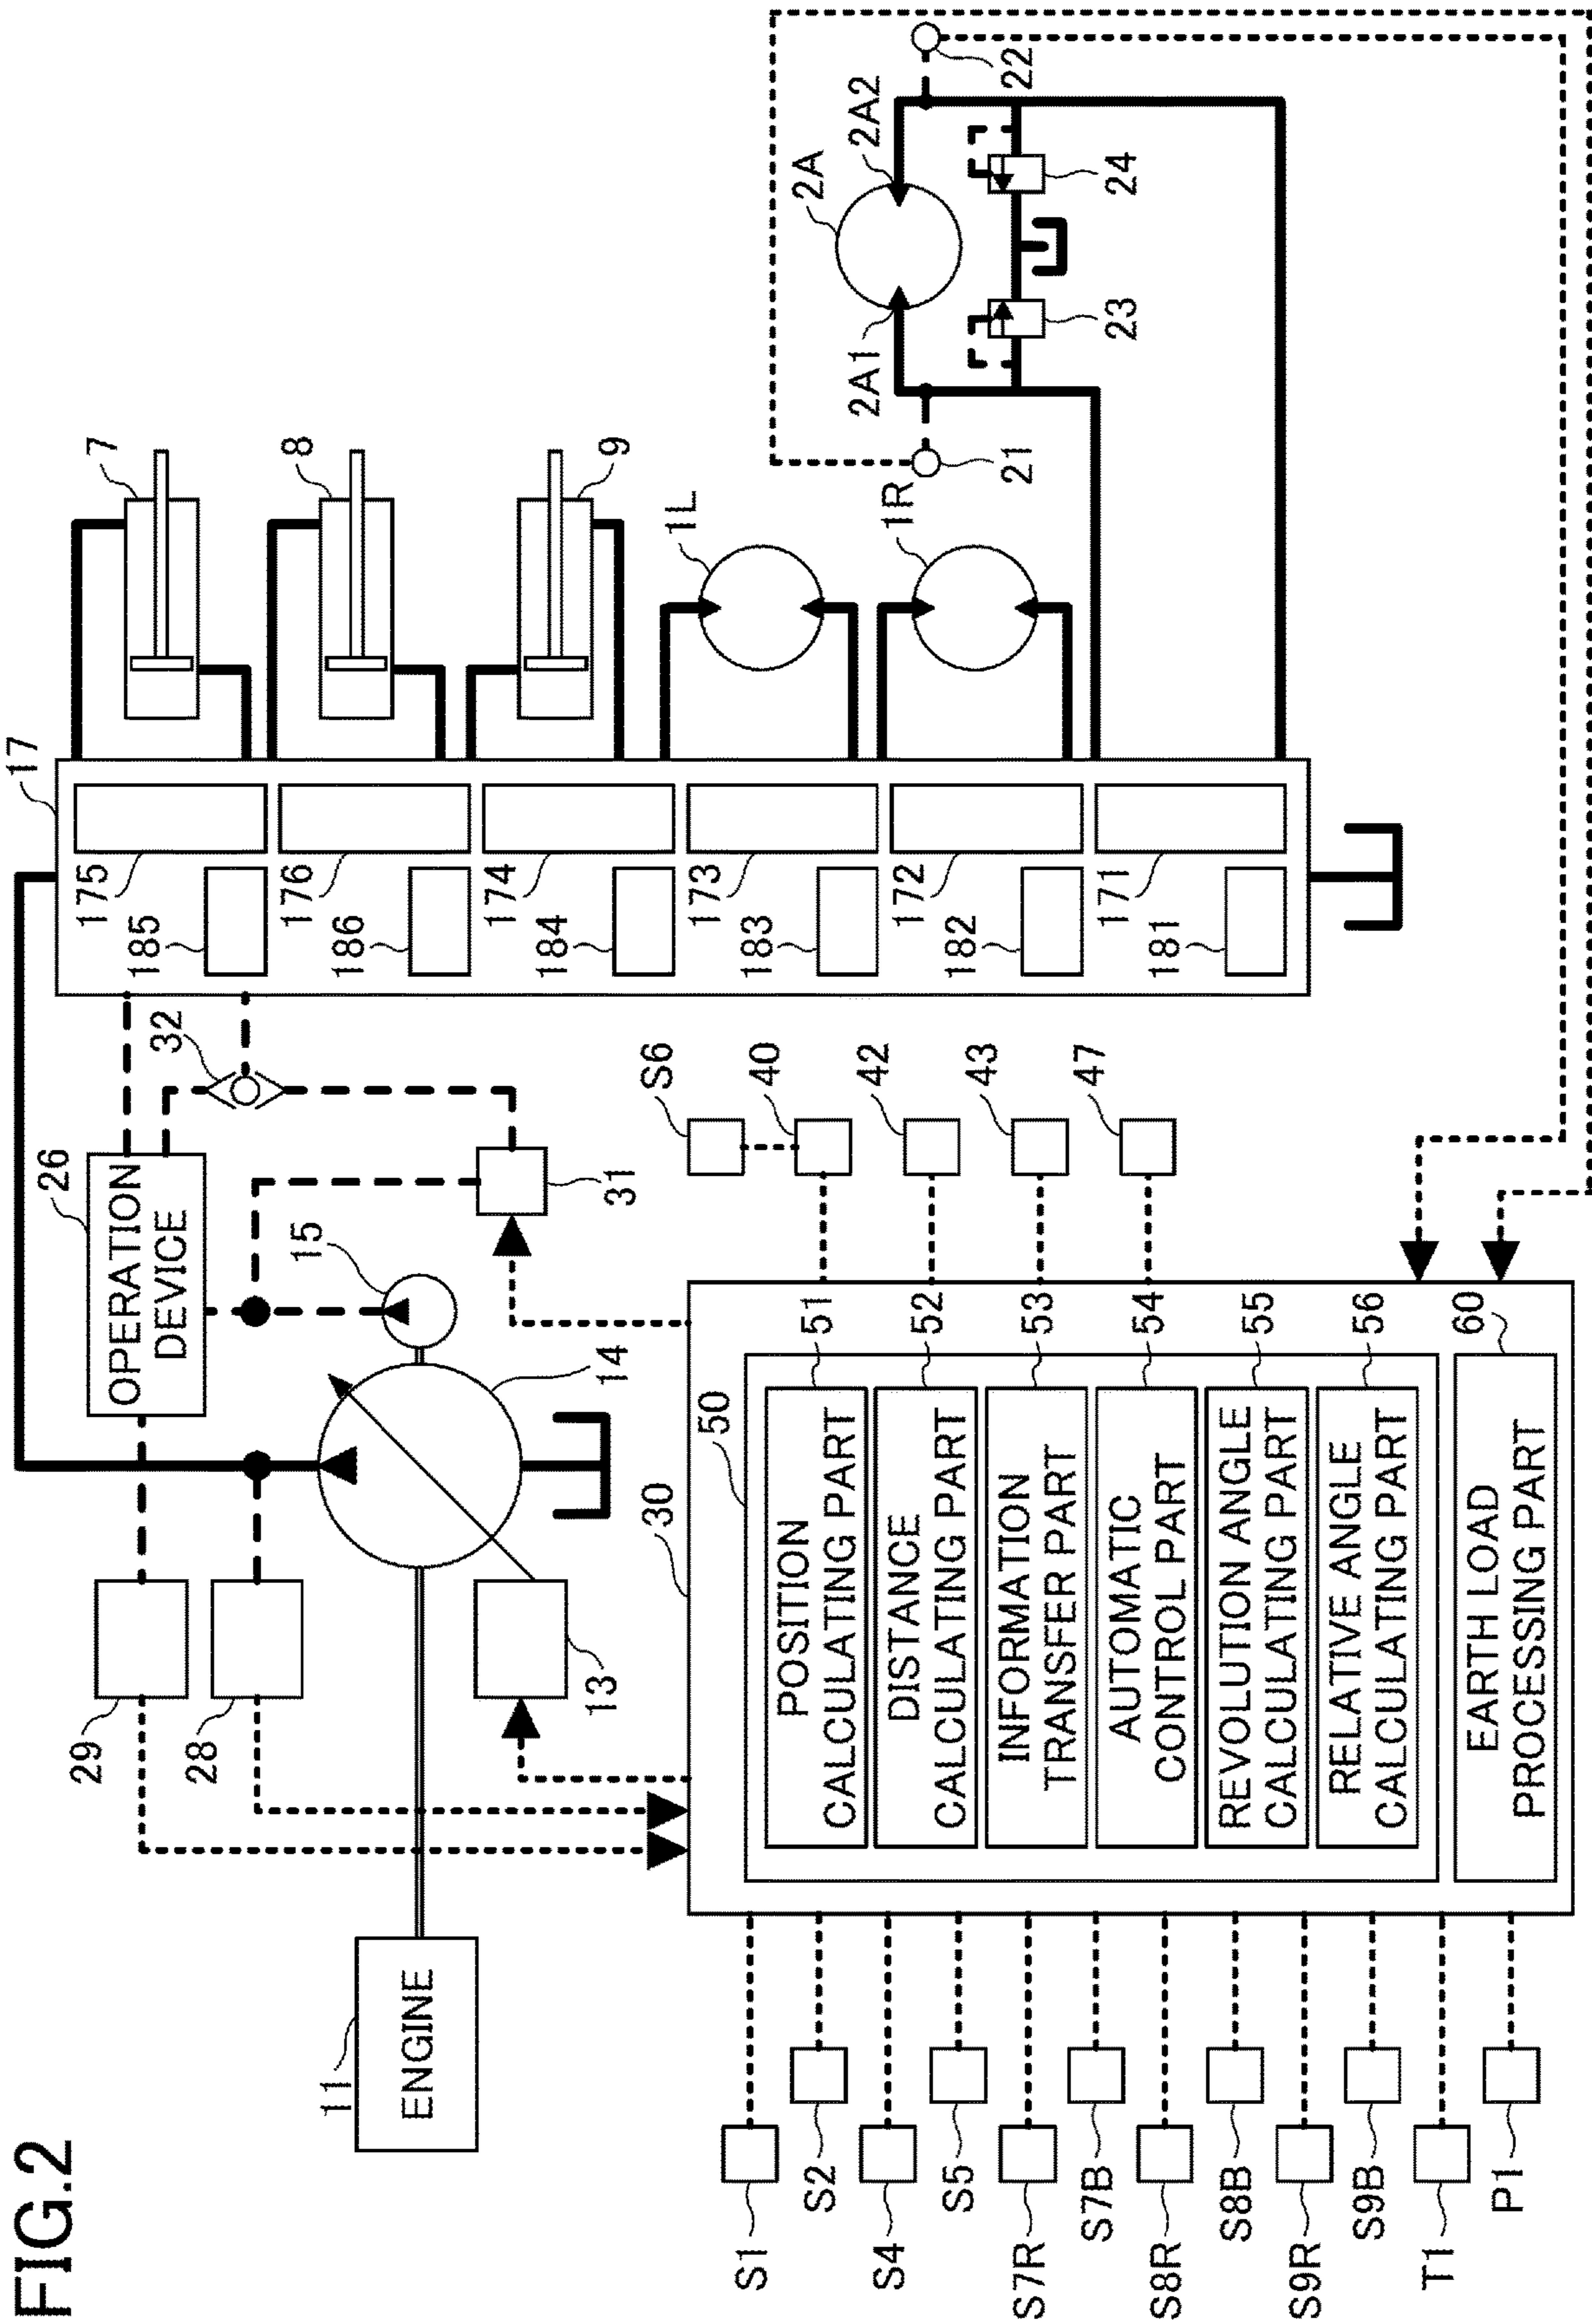 FIG.2
11
ENGINE
29
28
13
14
15
26
OPERATION
DEVICE
31
32
17
175
185
176
186
174
184
173
183
172
182
171
181
7
8
9
1L
1R
2A
2A1
2A2
21
22
23
24
30
50
POSITION
CALCULATING PART
51
DISTANCE
CALCULATING PART
52
INFORMATION
TRANSFER PART
53
AUTOMATIC
CONTROL PART
54
REVOLUTION ANGLE
CALCULATING PART
55
RELATIVE ANGLE
CALCULATING PART
56
EARTH LOAD
PROCESSING PART
60
S6
40
42
43
47
S1
S2
S4
S5
S7R
S7B
S8R
S8B
S9R
S9B
T1
P1